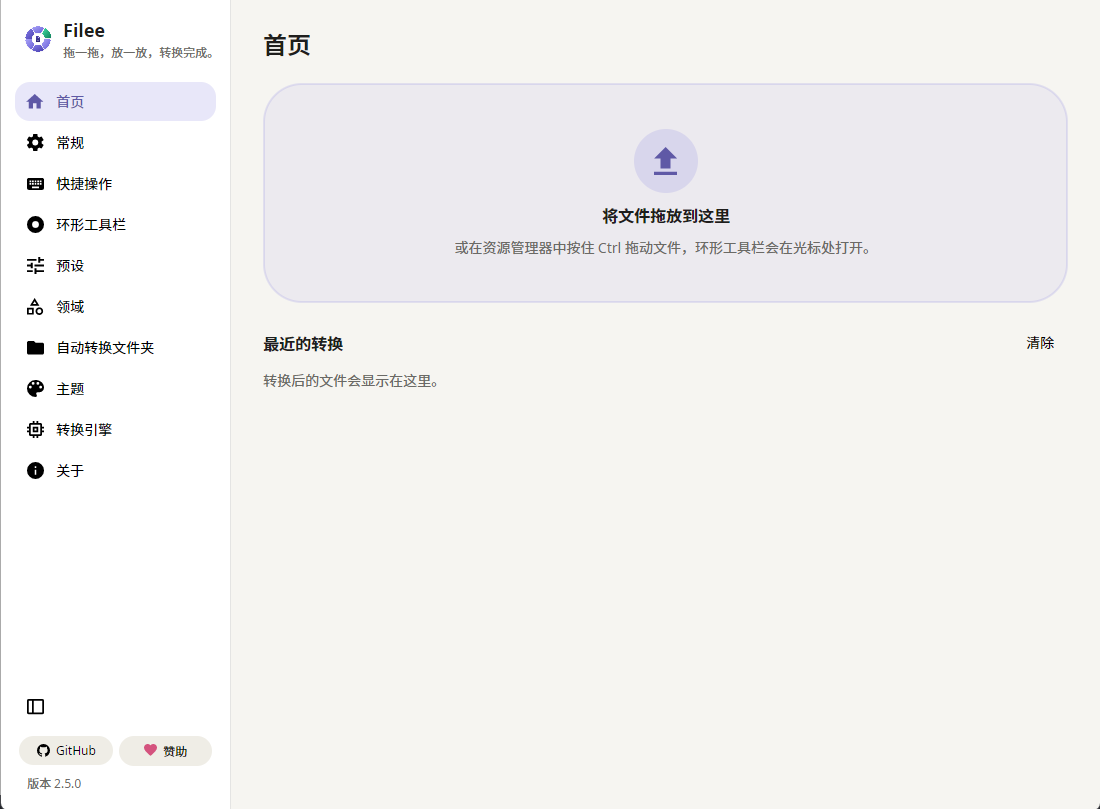 Filee
拖一拖，放一放，转换完成。
首页
常规
快捷操作
环形工具栏
预设
领域
自动转换文件夹
主题
转换引擎
关于
GitHub
赞助
版本 2.5.0
首页
将文件拖放到这里
或在资源管理器中按住 Ctrl 拖动文件，环形工具栏会在光标处打开。
最近的转换
清除
转换后的文件会显示在这里。